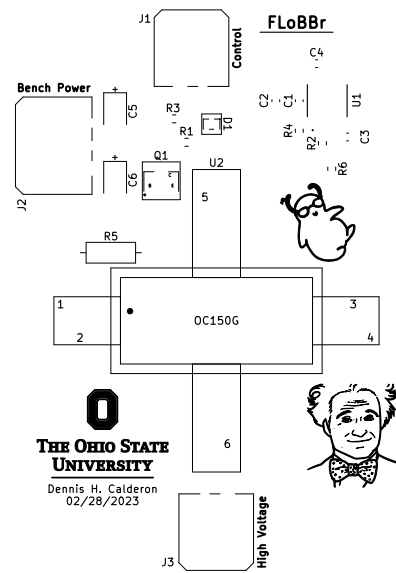 J1
FLoBBr
Control
C4
Bench Power
C5
R3
D1
C2
C1
U1
R1
R4
R2
C3
R6
Q1
U2
C6
J2
5
R5
1
2
3
4
OC150G
6
O
THE OHIO STATE
UNIVERSITY
Dennis H. Calderon
02/28/2023
High Voltage
J3